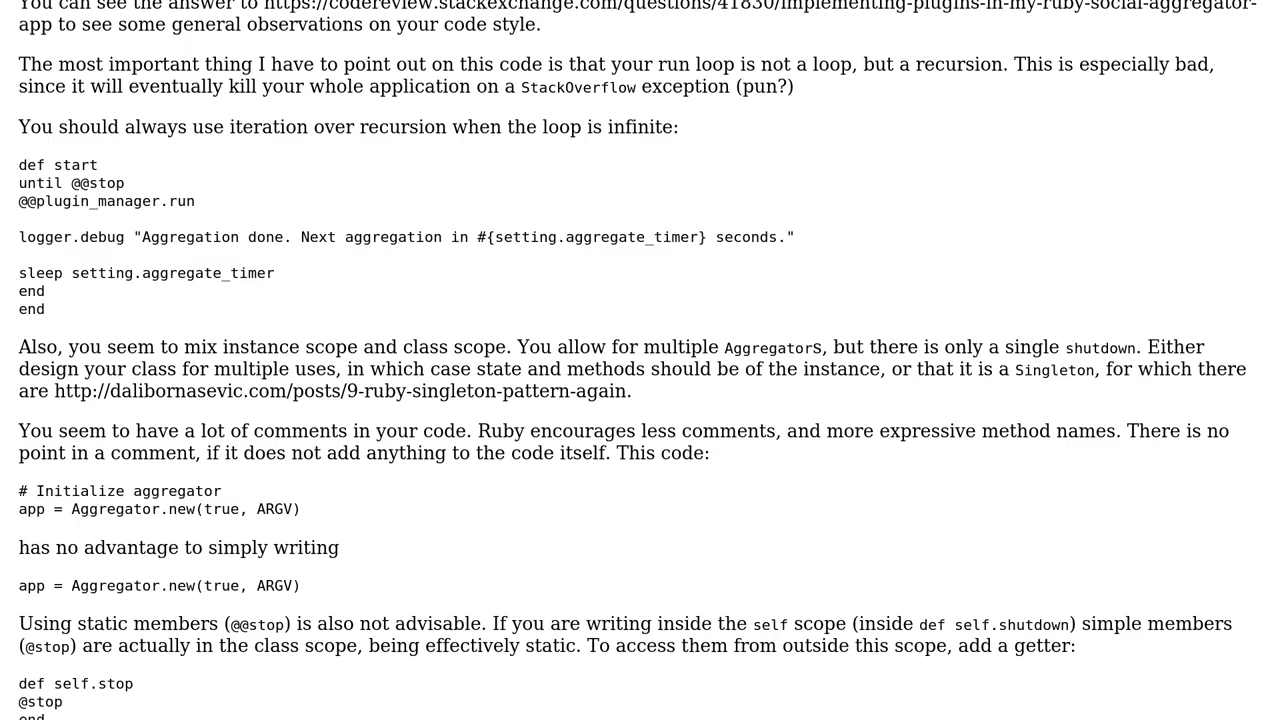 You can see the answer to https://codereview.stackexchange.com/questions/41830/implementing-plugins-in-my-ruby-social-aggregator-
app to see some general observations on your code style.
The most important thing I have to point out on this code is that your run loop is not a loop, but a recursion. This is especially bad,
since it will eventually kill your whole application on a StackOverflow exception (pun?)
You should always use iteration over recursion when the loop is infinite:
def start
until @@stop
@@plugin_manager.run
logger.debug "Aggregation done. Next aggregation in #{setting.aggregate_timer} seconds."
sleep setting.aggregate_timer
end
end
Also, you seem to mix instance scope and class scope. You allow for multiple Aggregators, but there is only a single shutdown. Either
design your class for multiple uses, in which case state and methods should be of the instance, or that it is a Singleton, for which there
are http://dalibornasevic.com/posts/9-ruby-singleton-pattern-again.
You seem to have a lot of comments in your code. Ruby encourages less comments, and more expressive method names. There is no
point in a comment, if it does not add anything to the code itself. This code:
# Initialize aggregator
app = Aggregator.new(true, ARGV)
has no advantage to simply writing
app = Aggregator.new(true, ARGV)
Using static members (@@stop) is also not advisable. If you are writing inside the self scope (inside def self.shutdown) simple members
(@stop) are actually in the class scope, being effectively static. To access them from outside this scope, add a getter:
def self.stop
@stop
end